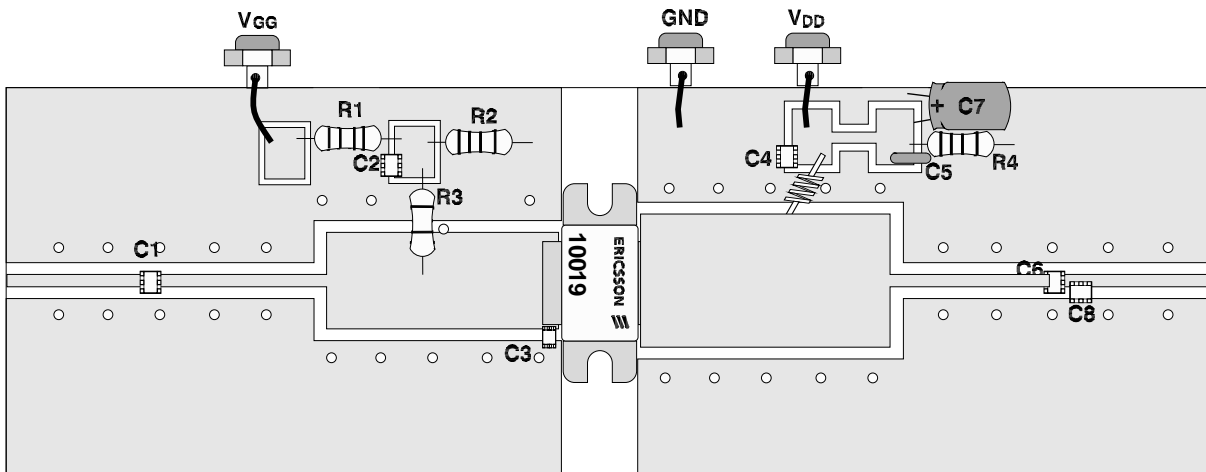 VGG
GND
VDD
R1
R2
C7
+
C2
C4
C5
R4
R3
C1
10019
ERICSSON
C6
C8
C3